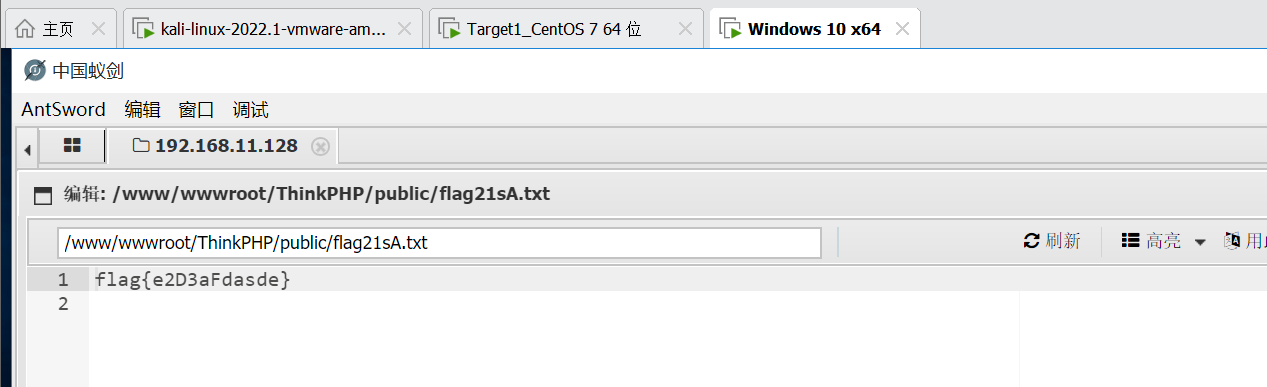 主页 kali-linux-2022.1-vmware-am... Target1_CentOS 7 64 位 Windows 10 x64
中国蚁剑
AntSword 编辑 窗口 调试
192.168.11.128
编辑: /www/wwwroot/ThinkPHP/public/flag21sA.txt
/www/wwwroot/ThinkPHP/public/flag21sA.txt 刷新 高亮 用
1 flag{e2D3aFdasde}
2